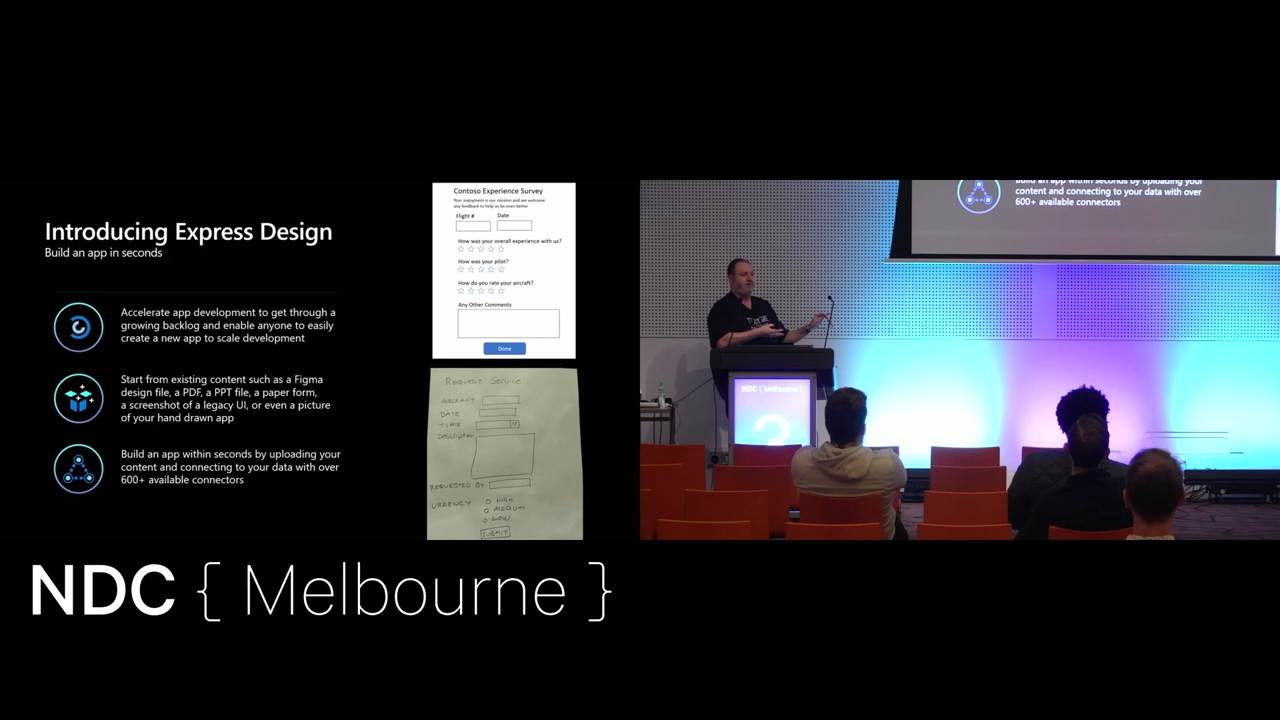 Introducing Express Design
Build an app in seconds
Accelerate app development to get through a
growing backlog and enable anyone to easily
create a new app to scale development
Start from existing content such as a Figma
design file, a PDF, a PPT file, a paper form,
a screenshot of a legacy UI, or even a picture
of your hand drawn app
Build an app within seconds by uploading your
content and connecting to your data with over
600+ available connectors
Contoso Experience Survey
Your enjoyment is our mission and we welcome
any feedback to help us be even better
Flight #
Date
How was your overall experience with us?
How was your pilot?
How do you rate your aircraft?
Any Other Comments
Done
REQUEST SERVICE
AIRCRAFT
DATE
TIME
Description
REQUESTED BY
URGENCY
HIGH
MEDIUM
LOW
SUBMIT
Build an app within seconds by uploading your
content and connecting to your data with over
600+ available connectors
NDC { Melbourne }
NDC { Melbourne }